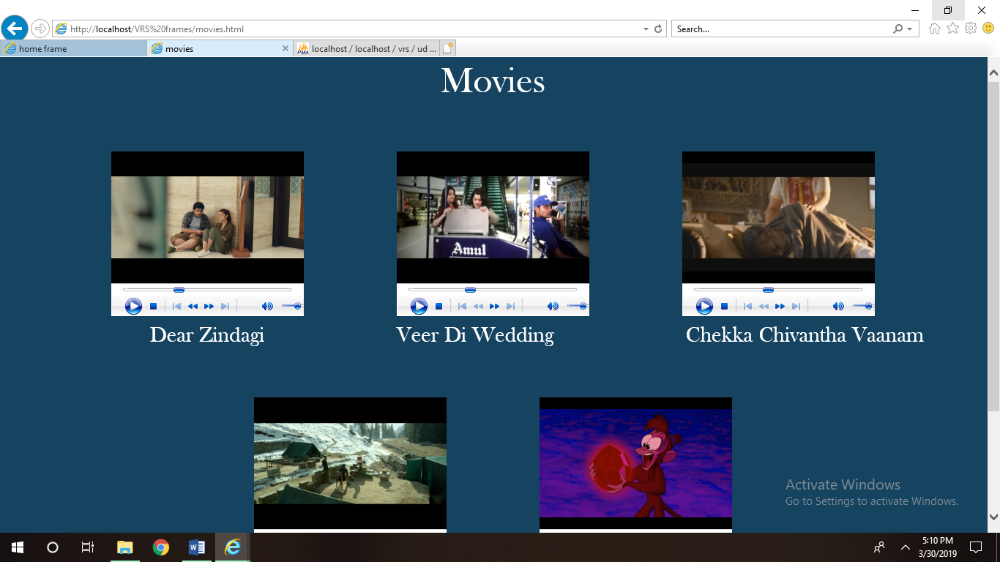 http://localhost/VRS%20frames/movies.html
Search...
home frame
movies
localhost / localhost / vrs / ud ...
PMA
Movies
Amul
COURT
Dear Zindagi
Veer Di Wedding
Chekka Chivantha Vaanam
Activate Windows
Go to Settings to activate Windows.
5:10 PM
3/30/2019